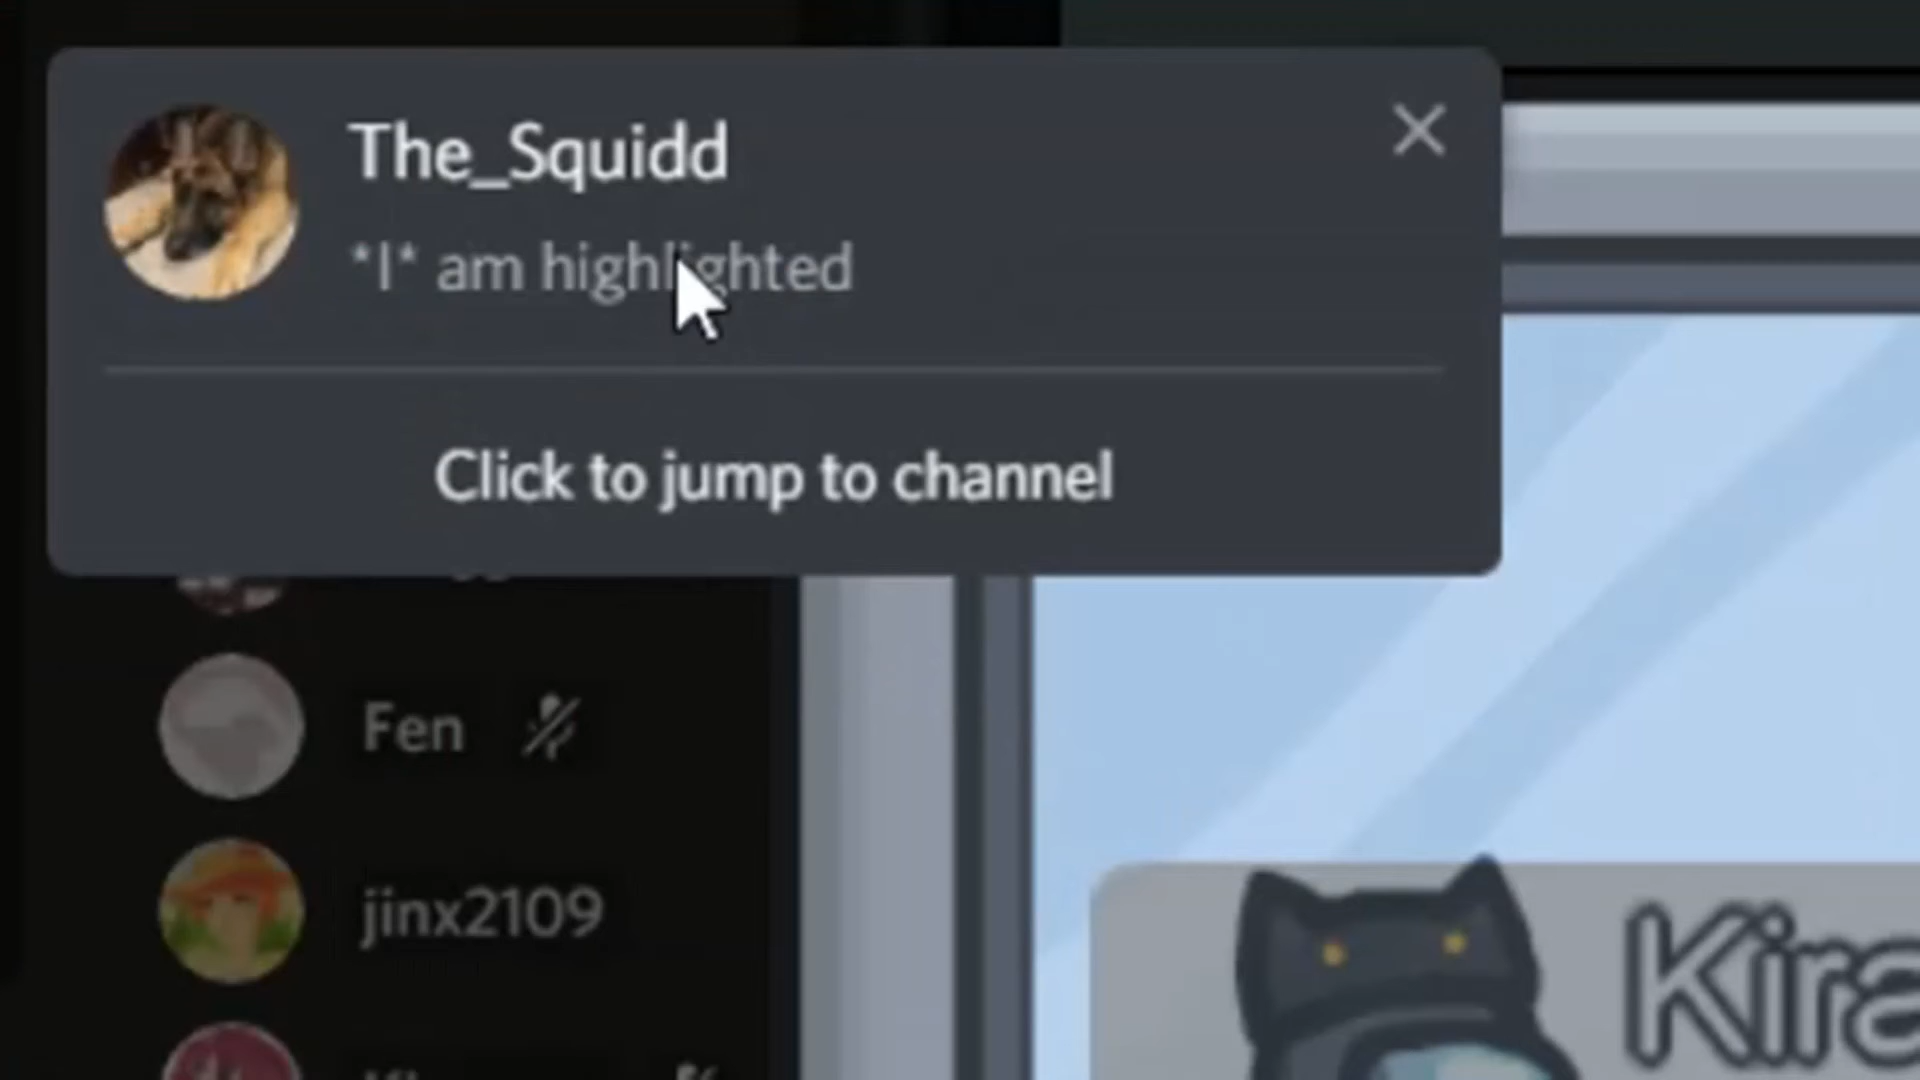 The_Squidd
*I* am highlighted
Click to jump to channel
Fen
jinx2109
Kira